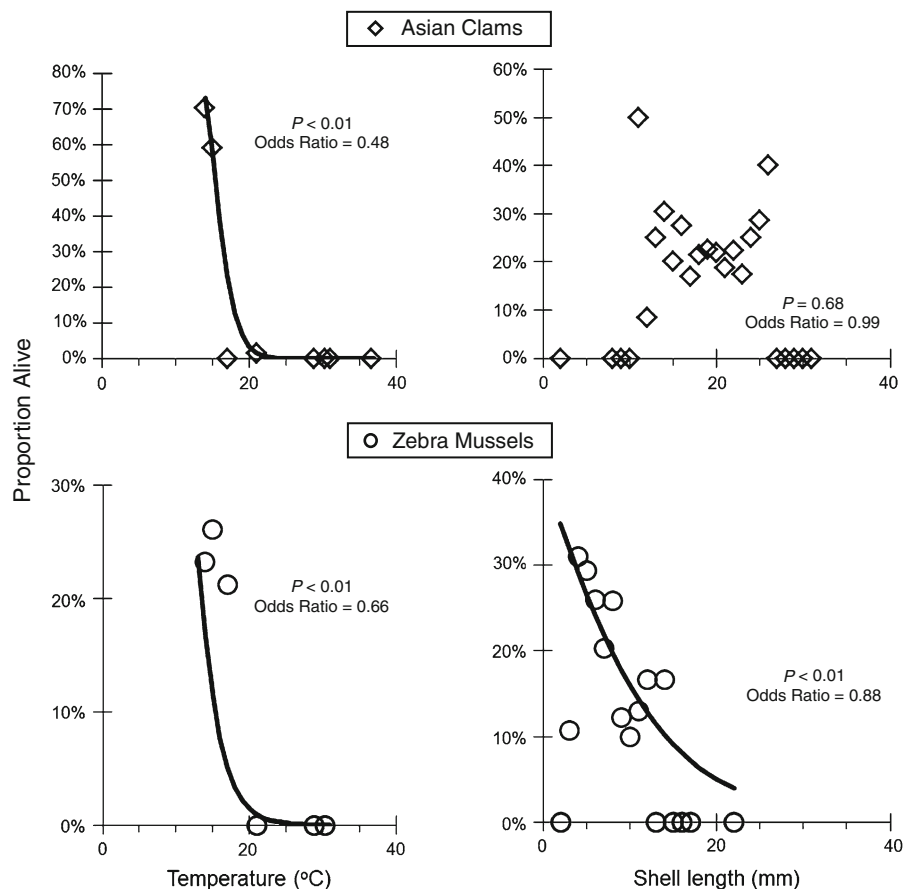 Asian Clams
80%
70%
60%
50%
40%
30%
20%
10%
0%
0
20
40
P < 0.01
Odds Ratio = 0.48
60%
50%
40%
30%
20%
10%
0%
0
20
40
P = 0.68
Odds Ratio = 0.99
Proportion Alive
Zebra Mussels
30%
20%
10%
0%
0
20
40
P < 0.01
Odds Ratio = 0.66
Temperature (ºC)
40%
30%
20%
10%
0%
0
20
40
P < 0.01
Odds Ratio = 0.88
Shell length (mm)